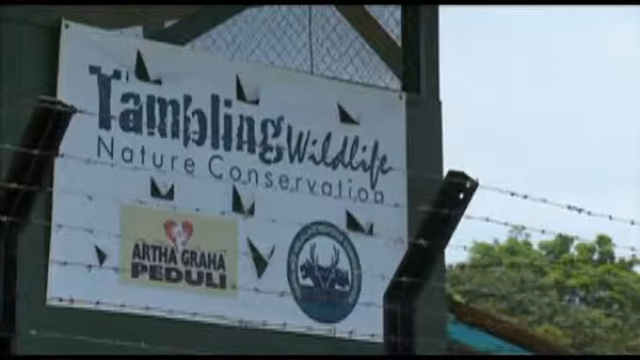 Tambling Wildlife
Nature Conservation
ARTHA GRAHA
PEDULI